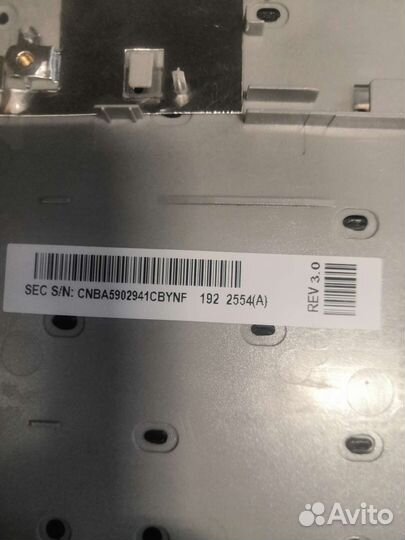 SEC S/N: CNBA5902941CBYNF 192 2554(A)
REV 3.0
Avito